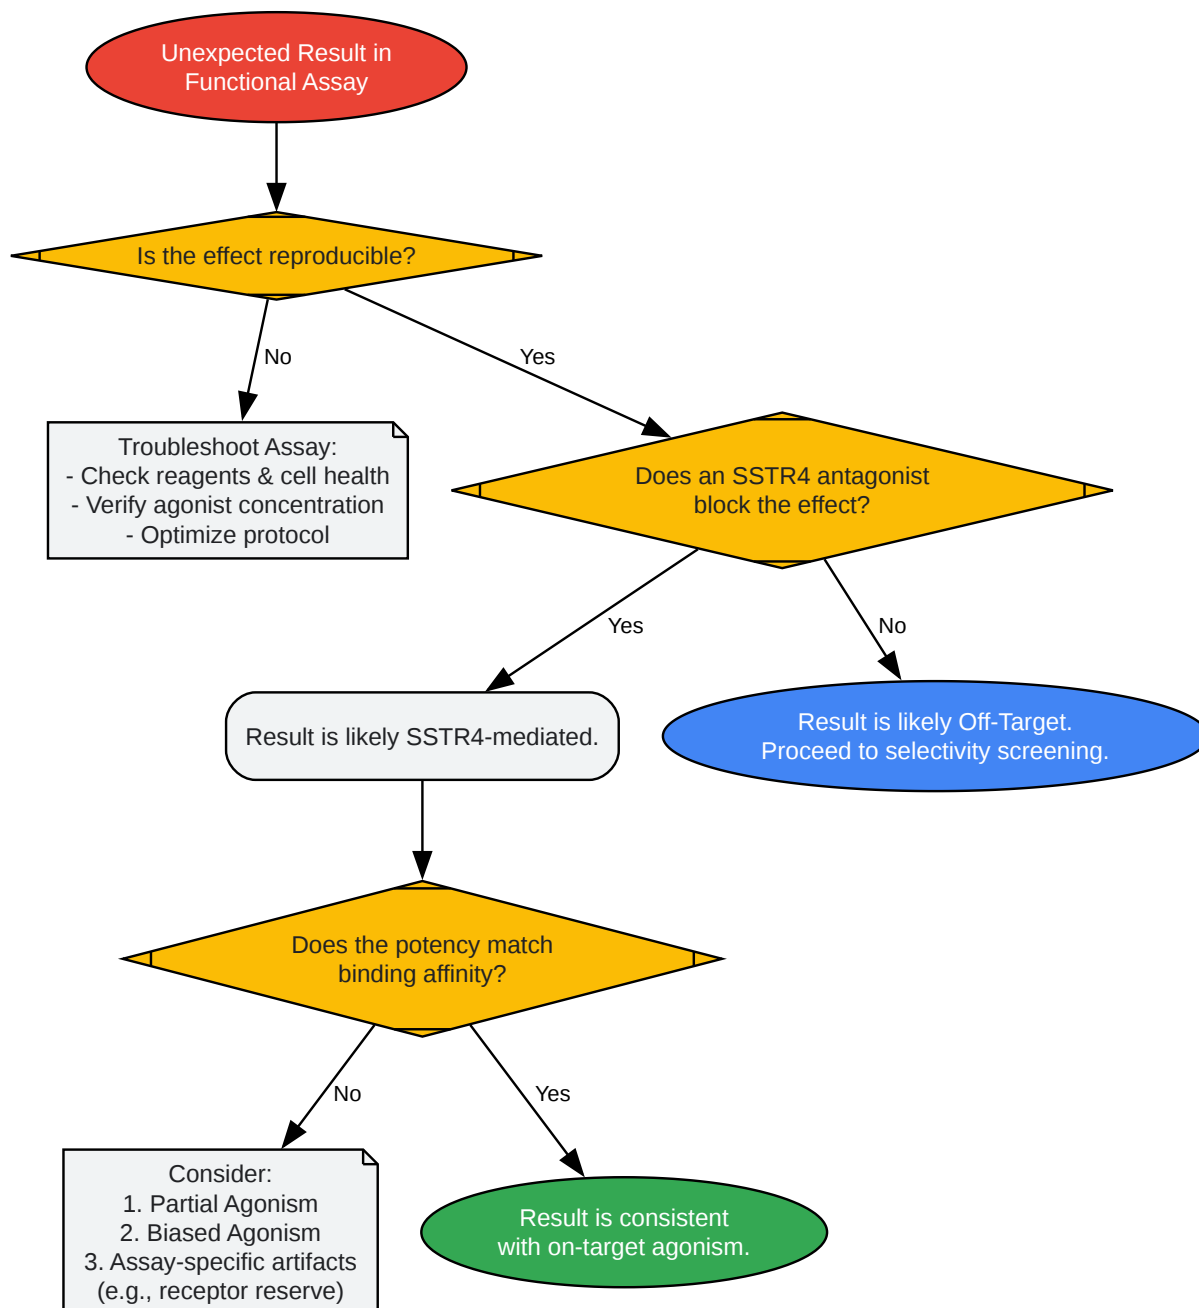 Unexpected Result in
Functional Assay
Is the effect reproducible?
No
Yes
Troubleshoot Assay:
- Check reagents & cell health
- Verify agonist concentration
- Optimize protocol
Does an SSTR4 antagonist
block the effect?
Yes
No
Result is likely SSTR4-mediated.
Result is likely Off-Target.
Proceed to selectivity screening.
Does the potency match
binding affinity?
No
Yes
Consider:
1. Partial Agonism
2. Biased Agonism
3. Assay-specific artifacts
(e.g., receptor reserve)
Result is consistent
with on-target agonism.